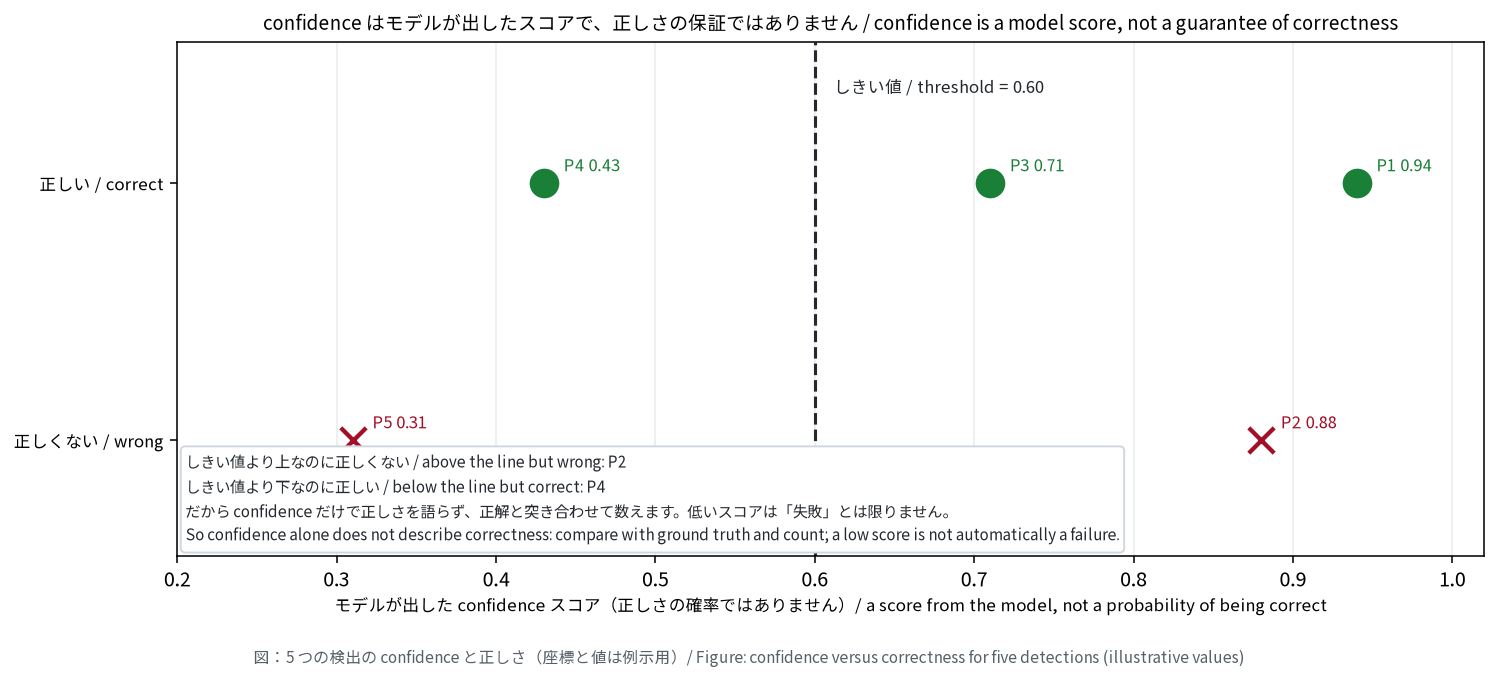 confidence はモデルが出したスコアで、正しさの保証ではありません / confidence is a model score, not a guarantee of correctness
しきい値 / threshold = 0.60
P4 0.43
P3 0.71
P1 0.94
正しい / correct
P5 0.31
P2 0.88
正しくない / wrong
しきい値より上なのに正しくない / above the line but wrong: P2
しきい値より下なのに正しい / below the line but correct: P4
だから confidence だけで正しさを語らず、正解と突き合わせて数えます。低いスコアは「失敗」とは限りません。
So confidence alone does not describe correctness: compare with ground truth and count; a low score is not automatically a failure.
0.2 0.3 0.4 0.5 0.6 0.7 0.8 0.9 1.0
モデルが出した confidence スコア（正しさの確率ではありません）/ a score from the model, not a probability of being correct
図：5 つの検出の confidence と正しさ（座標と値は例示用）/ Figure: confidence versus correctness for five detections (illustrative values)